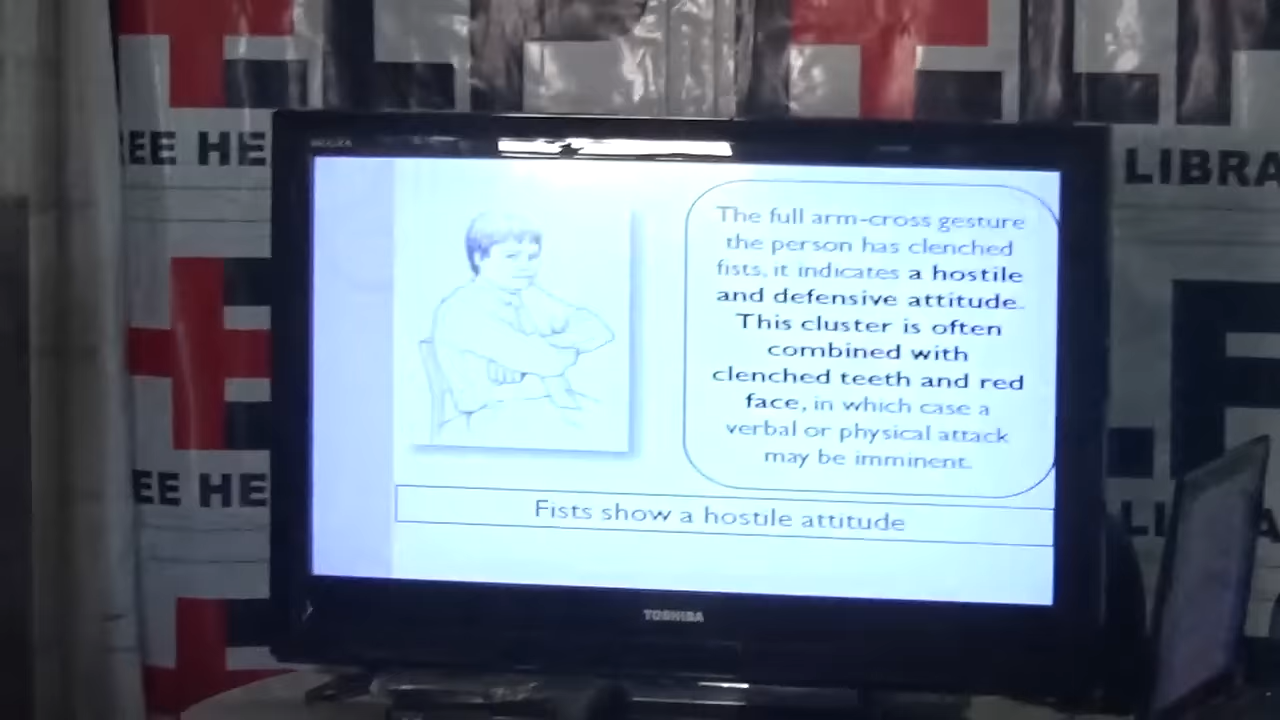 EE HE
LIBRA
The full arm-cross gesture
the person has clenched
fists, it indicates a hostile
and defensive attitude.
This cluster is often
combined with
clenched teeth and red
face, in which case a
verbal or physical attack
may be imminent.
Fists show a hostile attitude
EE HE
LI
TOSHIBA